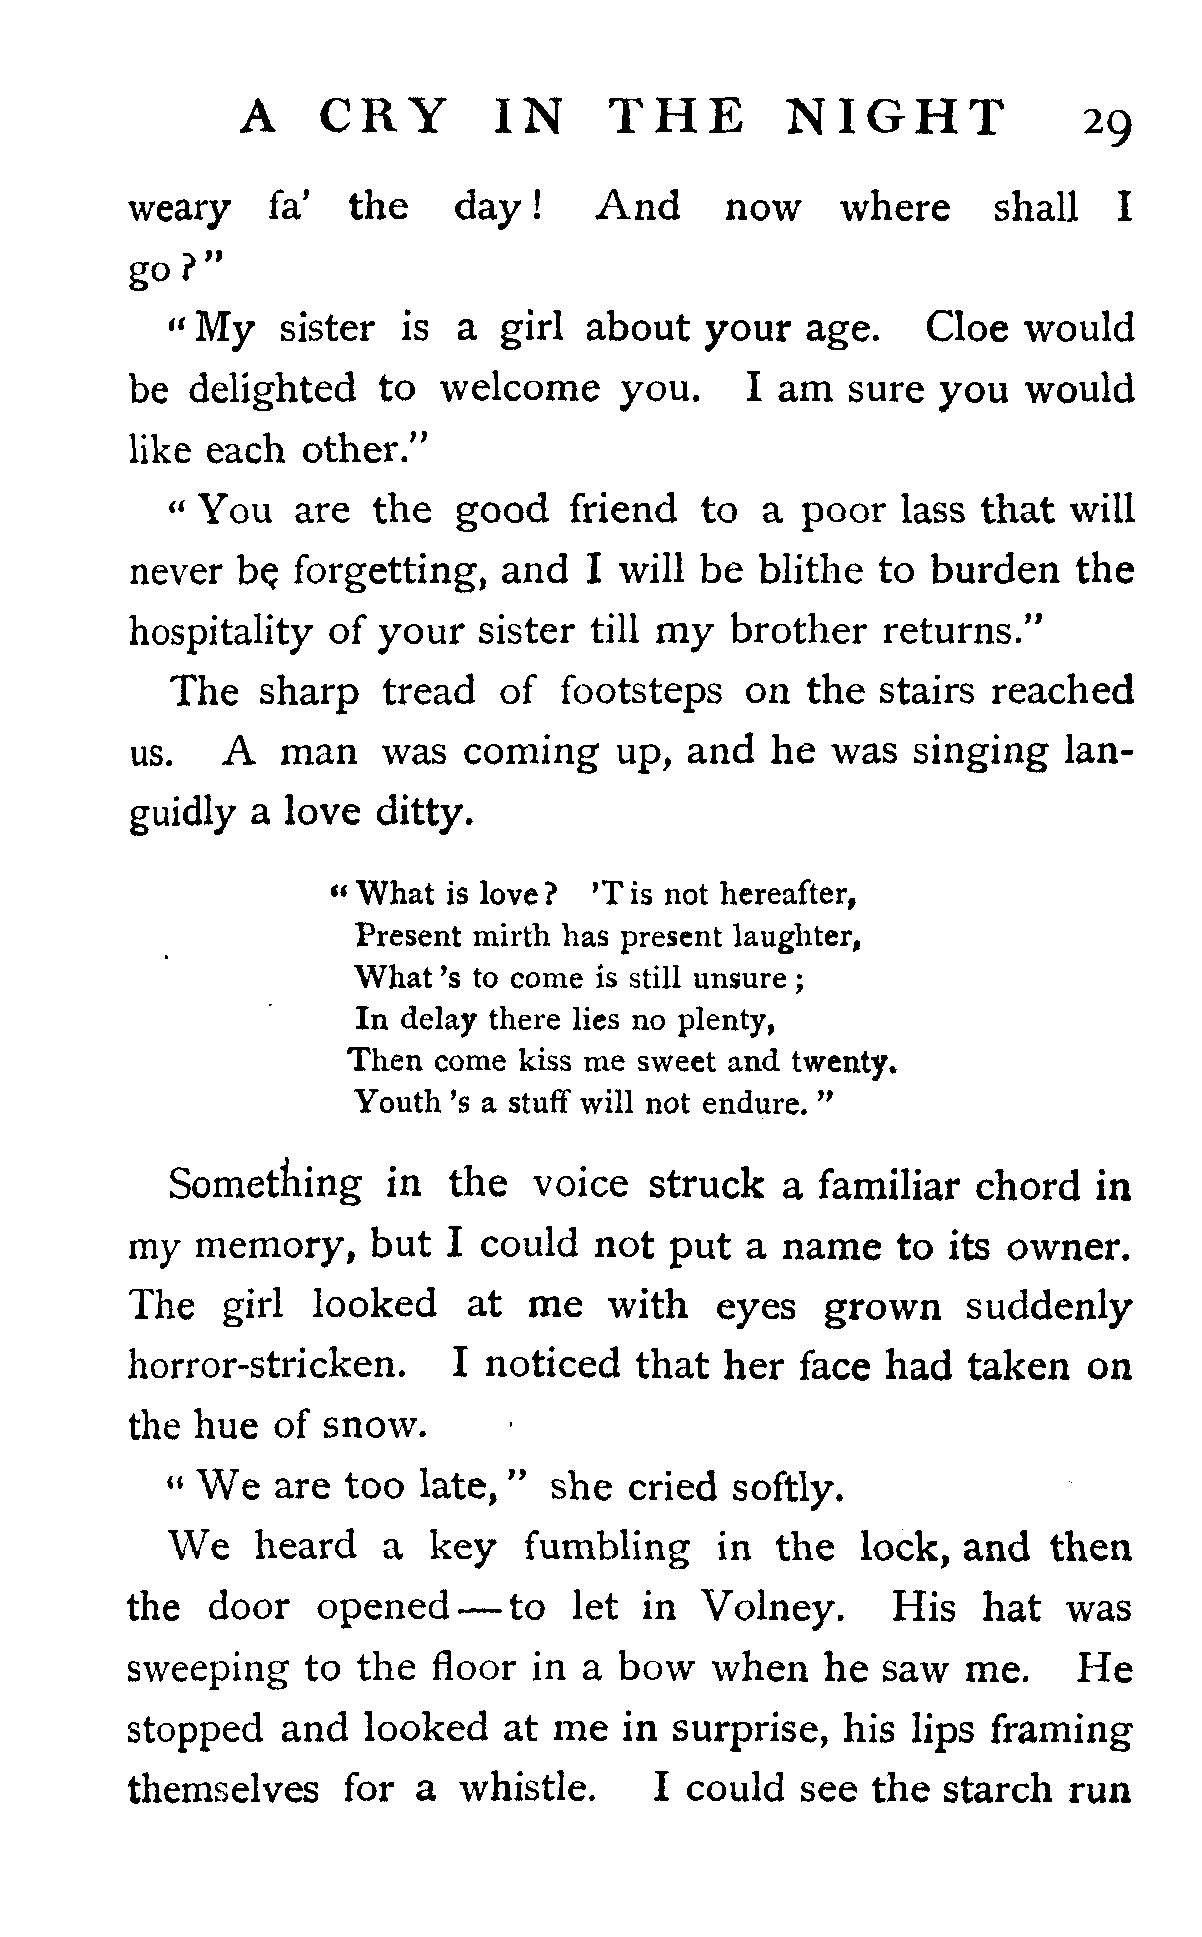 A CRY IN THE NIGHT 29
weary fa' the day! And now where shall I
go?"
"My sister is a girl about your age. Cloe would
be delighted to welcome you. I am sure you would
like each other."
"You are the good friend to a poor lass that will
never be forgetting, and I will be blithe to burden the
hospitality of your sister till my brother returns."
The sharp tread of footsteps on the stairs reached
us. A man was coming up, and he was singing lan-
guidly a love ditty.
"What is love? 'T is not hereafter,
Present mirth has present laughter,
What 's to come is still unsure;
In delay there lies no plenty,
Then come kiss me sweet and twenty.
Youth 's a stuff will not endure."
Something in the voice struck a familiar chord in
my memory, but I could not put a name to its owner.
The girl looked at me with eyes grown suddenly
horror-stricken. I noticed that her face had taken on
the hue of snow.
"We are too late," she cried softly.
We heard a key fumbling in the lock, and then
the door opened—to let in Volney. His hat was
sweeping to the floor in a bow when he saw me. He
stopped and looked at me in surprise, his lips framing
themselves for a whistle. I could see the starch run